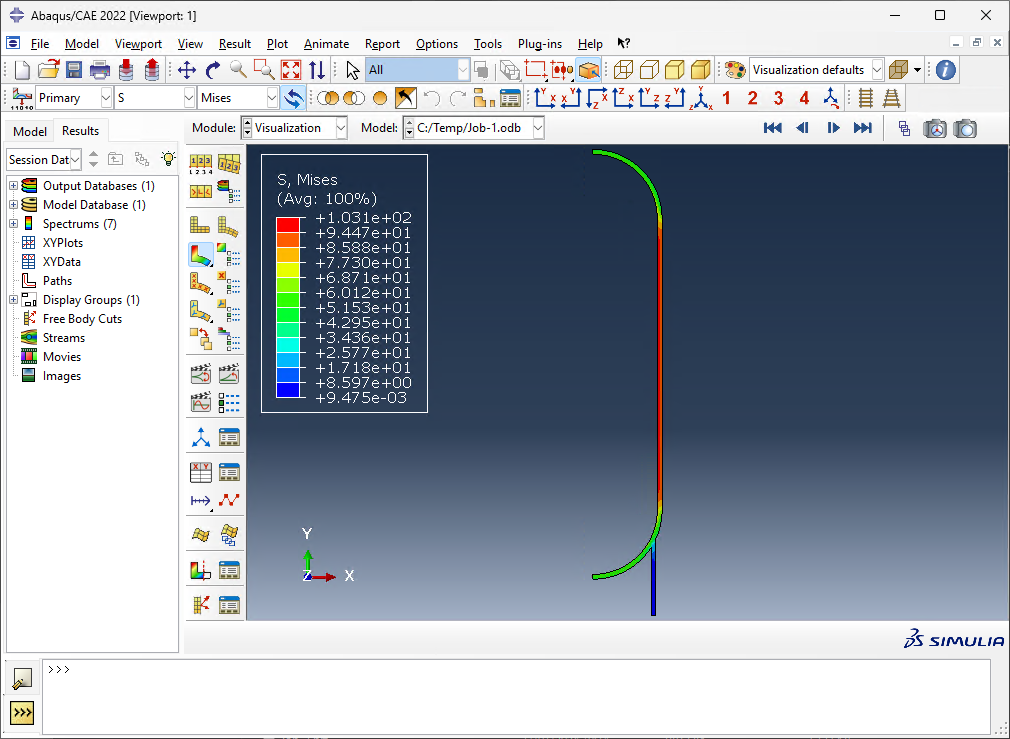 Abaqus/CAE 2022 [Viewport: 1]
File Model Viewport View Result Plot Animate Report Options Tools Plug-ins Help
All Visualization defaults
Primary S Mises 1 2 3 4
Model Results Module: Visualization Model: C:/Temp/Job-1.odb
Session Dat
Output Databases (1)
Model Database (1)
Spectrums (7)
XYPlots
XYData
Paths
Display Groups (1)
Free Body Cuts
Streams
Movies
Images
S, Mises
(Avg: 100%)
+1.031e+02
+9.447e+01
+8.588e+01
+7.730e+01
+6.871e+01
+6.012e+01
+5.153e+01
+4.295e+01
+3.436e+01
+2.577e+01
+1.718e+01
+8.597e+00
+9.475e-03
Y
Z X
SIMULIA
>>>